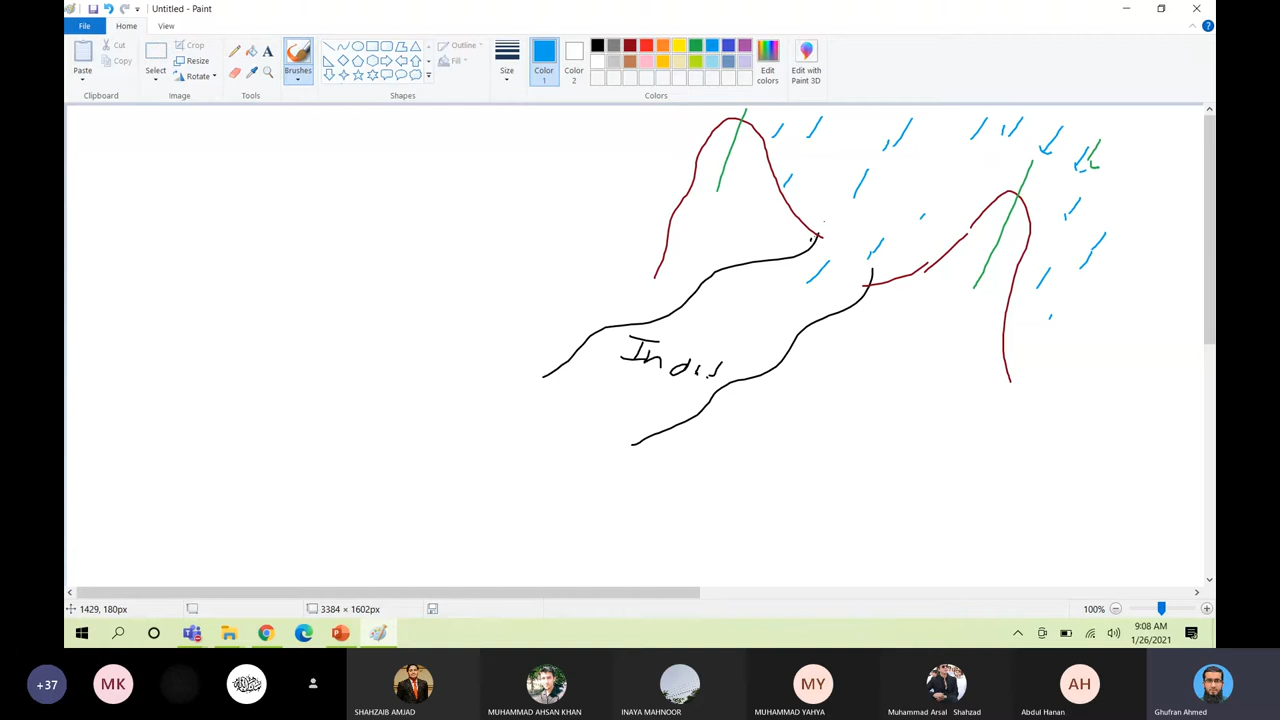 Untitled - Paint
File Home View
Paste
Cut
Copy
Clipboard
Select
Crop
Resize
Rotate
Image
Tools
Brushes
Outline
Fill
Shapes
Size
Color 1
Color 2
Edit colors
Edit with Paint 3D
Colors
1429, 180px
3384 × 1602px
100%
9:08 AM
1/26/2021
+37
MK
MY
AH
SHAHZAIB AMJAD
MUHAMMAD AHSAN KHAN
INAYA MAHNOOR
MUHAMMAD YAHYA
Muhammad Arsal Shahzad
Abdul Hanan
Ghufran Ahmed